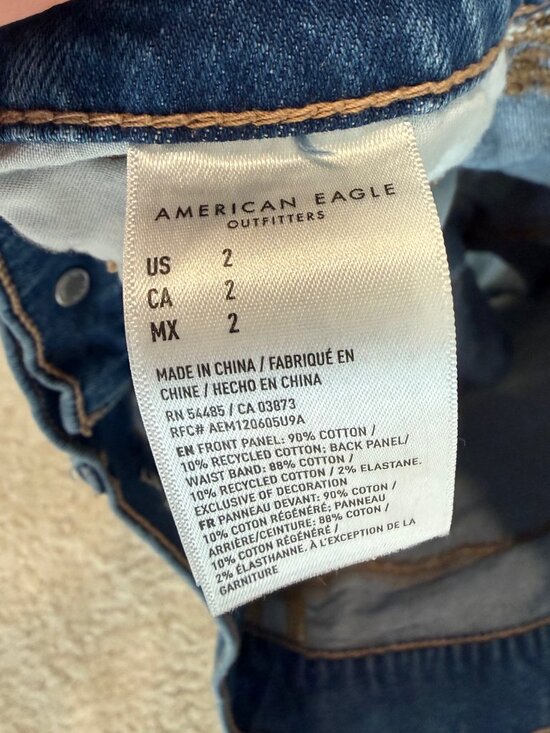 AMERICAN EAGLE
OUTFITTERS
US 2
CA 2
MX 2
MADE IN CHINA / FABRIQUÉ EN
CHINE / HECHO EN CHINA
RN 54485 / CA 03873
RFC# AEM120605U9A
EN FRONT PANEL: 90% COTTON /
10% RECYCLED COTTON; BACK PANEL/
WAIST BAND: 88% COTTON /
10% RECYCLED COTTON / 2% ELASTANE.
EXCLUSIVE OF DECORATION
FR PANNEAU DEVANT: 90% COTON /
10% COTON RÉGÉNÉRÉ; PANNEAU
ARRIÈRE/CEINTURE: 88% COTON /
10% COTON RÉGÉNÉRÉ /
2% ÉLASTHANNE. À L'EXCEPTION DE LA
GARNITURE